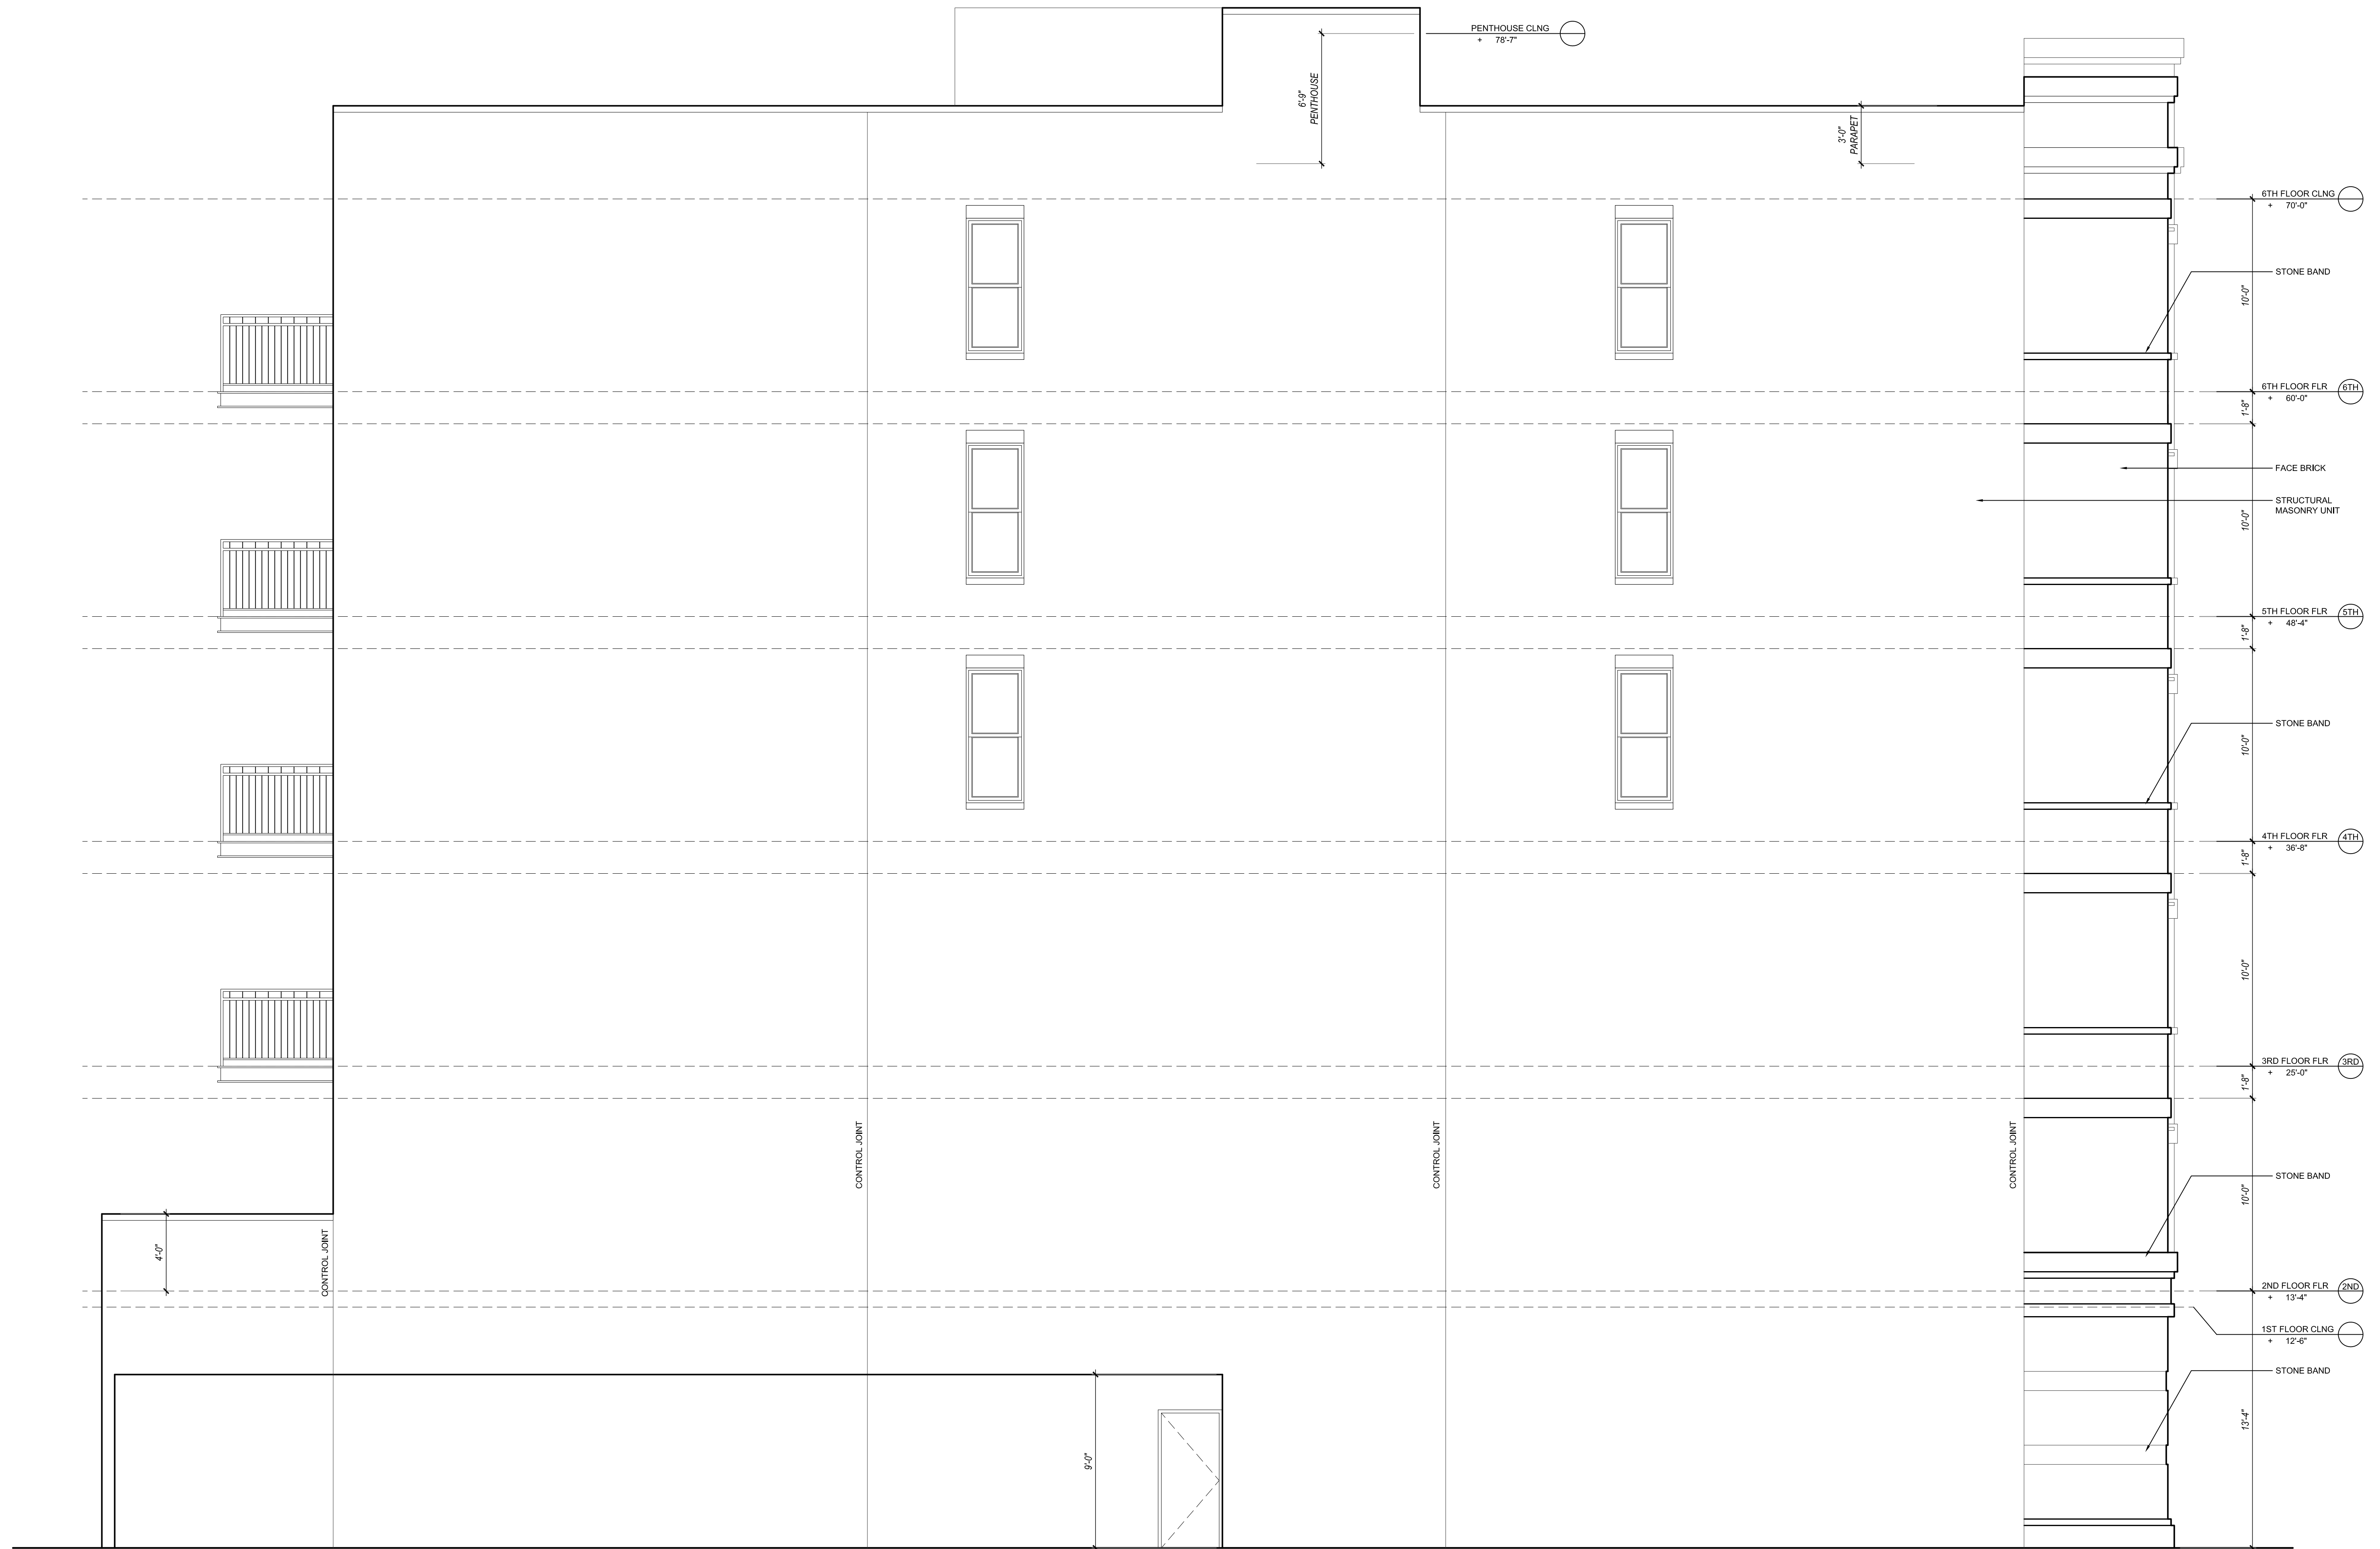 PENTHOUSE CLNG
+ 78'-7"
6'-9"
PENTHOUSE
3'-0"
PARAPET
6TH FLOOR CLNG
+ 70'-0"
STONE BAND
10'-0"
6TH FLOOR FLR
6TH
+ 60'-0"
1'-8"
FACE BRICK
STRUCTURAL
MASONRY UNIT
10'-0"
5TH FLOOR FLR
5TH
+ 48'-4"
1'-8"
STONE BAND
10'-0"
4TH FLOOR FLR
4TH
+ 36'-8"
1'-8"
10'-0"
3RD FLOOR FLR
3RD
+ 25'-0"
1'-8"
CONTROL JOINT
CONTROL JOINT
CONTROL JOINT
STONE BAND
10'-0"
4'-0"
CONTROL JOINT
2ND FLOOR FLR
2ND
+ 13'-4"
1ST FLOOR CLNG
+ 12'-6"
STONE BAND
13'-4"
9'-0"